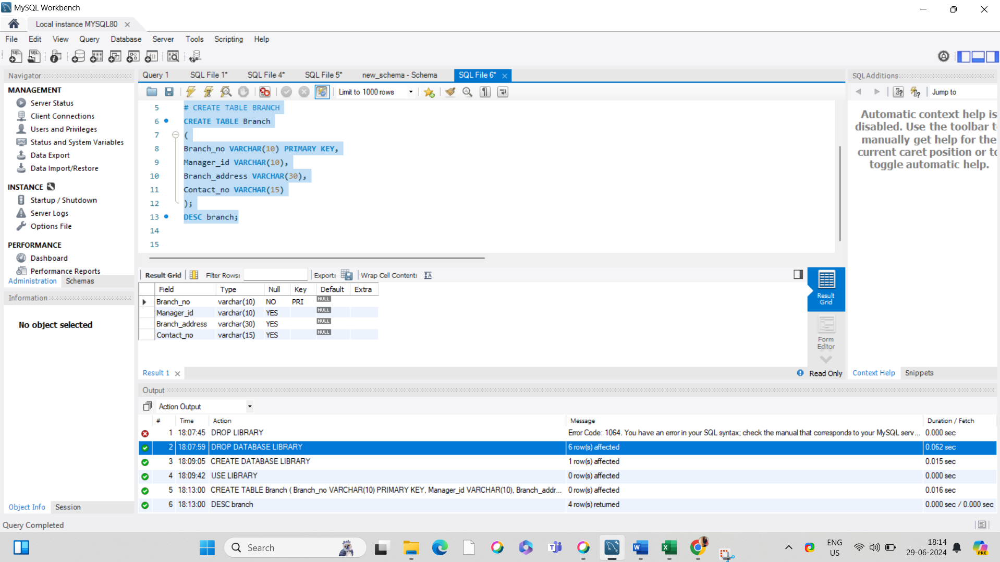 MySQL Workbench
Local instance MYSQL80
File Edit View Query Database Server Tools Scripting Help
Navigator
MANAGEMENT
Server Status
Client Connections
Users and Privileges
Status and System Variables
Data Export
Data Import/Restore
INSTANCE
Startup / Shutdown
Server Logs
Options File
PERFORMANCE
Dashboard
Performance Reports
Administration Schemas
Information
No object selected
Object Info Session
Query 1 SQL File 1* SQL File 4* SQL File 5* new_schema - Schema SQL File 6*
Limit to 1000 rows
5 # CREATE TABLE BRANCH
6 CREATE TABLE Branch
7 (
8 Branch_no VARCHAR(10) PRIMARY KEY,
9 Manager_id VARCHAR(10),
10 Branch_address VARCHAR(30),
11 Contact_no VARCHAR(15)
12 );
13 DESC branch;
14
15
Result Grid Filter Rows: Export: Wrap Cell Content:
Field Type Null Key Default Extra
Branch_no varchar(10) NO PRI NULL
Manager_id varchar(10) YES NULL
Branch_address varchar(30) YES NULL
Contact_no varchar(15) YES NULL
Result Grid
Form Editor
Result 1
Read Only
SQLAdditions
Jump to
Automatic context help is
disabled. Use the toolbar t
manually get help for the
current caret position or to
toggle automatic help.
Context Help Snippets
Output
Action Output
# Time Action Message Duration / Fetch
1 18:07:45 DROP LIBRARY Error Code: 1064. You have an error in your SQL syntax; check the manual that corresponds to your MySQL serv... 0.000 sec
2 18:07:59 DROP DATABASE LIBRARY 6 row(s) affected 0.062 sec
3 18:09:05 CREATE DATABASE LIBRARY 1 row(s) affected 0.015 sec
4 18:09:42 USE LIBRARY 0 row(s) affected 0.000 sec
5 18:13:00 CREATE TABLE Branch ( Branch_no VARCHAR(10) PRIMARY KEY, Manager_id VARCHAR(10), Branch_addr... 0 row(s) affected 0.016 sec
6 18:13:00 DESC branch 4 row(s) returned 0.000 sec / 0.000 sec
Query Completed
Search
ENG
US
18:14
29-06-2024
PRE